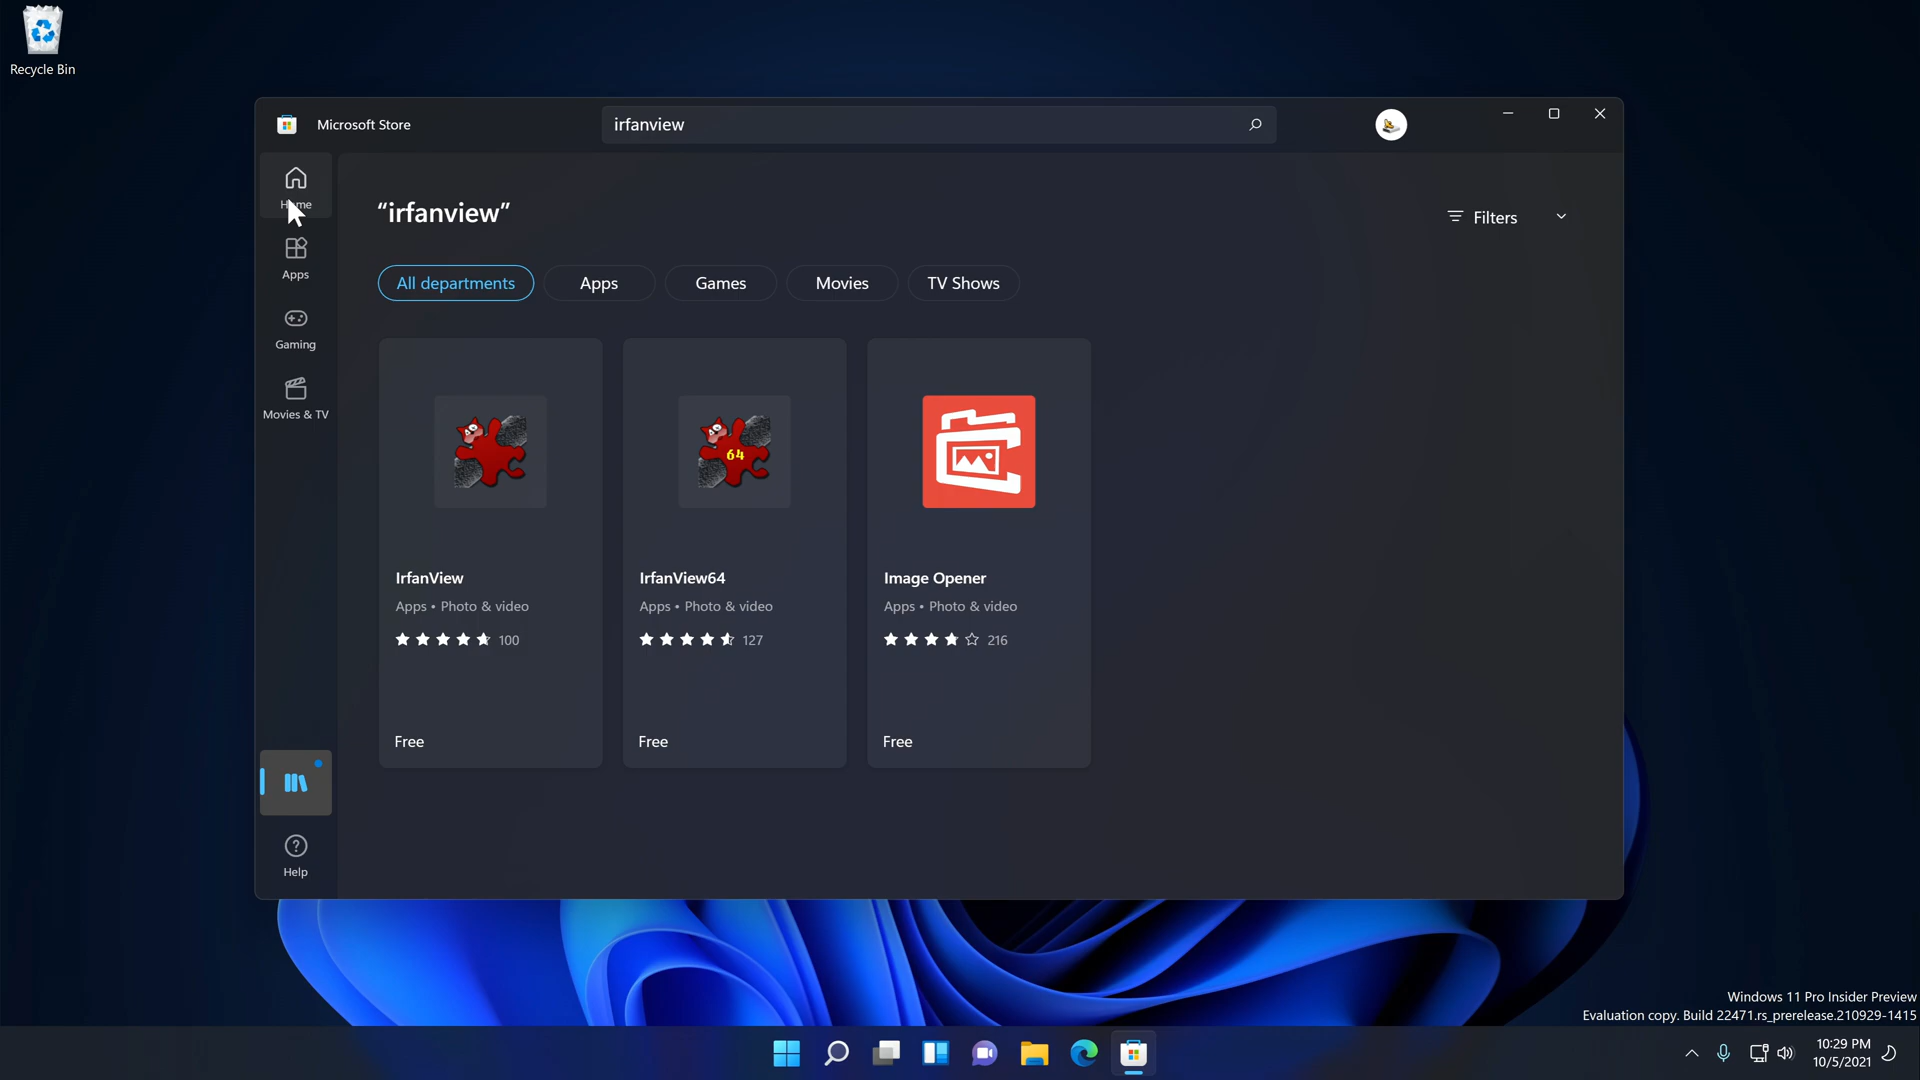 Recycle Bin
Microsoft Store
irfanview
Home
Apps
Gaming
Movies & TV
“irfanview”
Filters
All departments
Apps
Games
Movies
TV Shows
64
IrfanView
Apps • Photo & video
100
Free
IrfanView64
Apps • Photo & video
127
Free
Image Opener
Apps • Photo & video
216
Free
Help
Windows 11 Pro Insider Preview
Evaluation copy. Build 22471.rs_prerelease.210929-1415
10:29 PM
10/5/2021